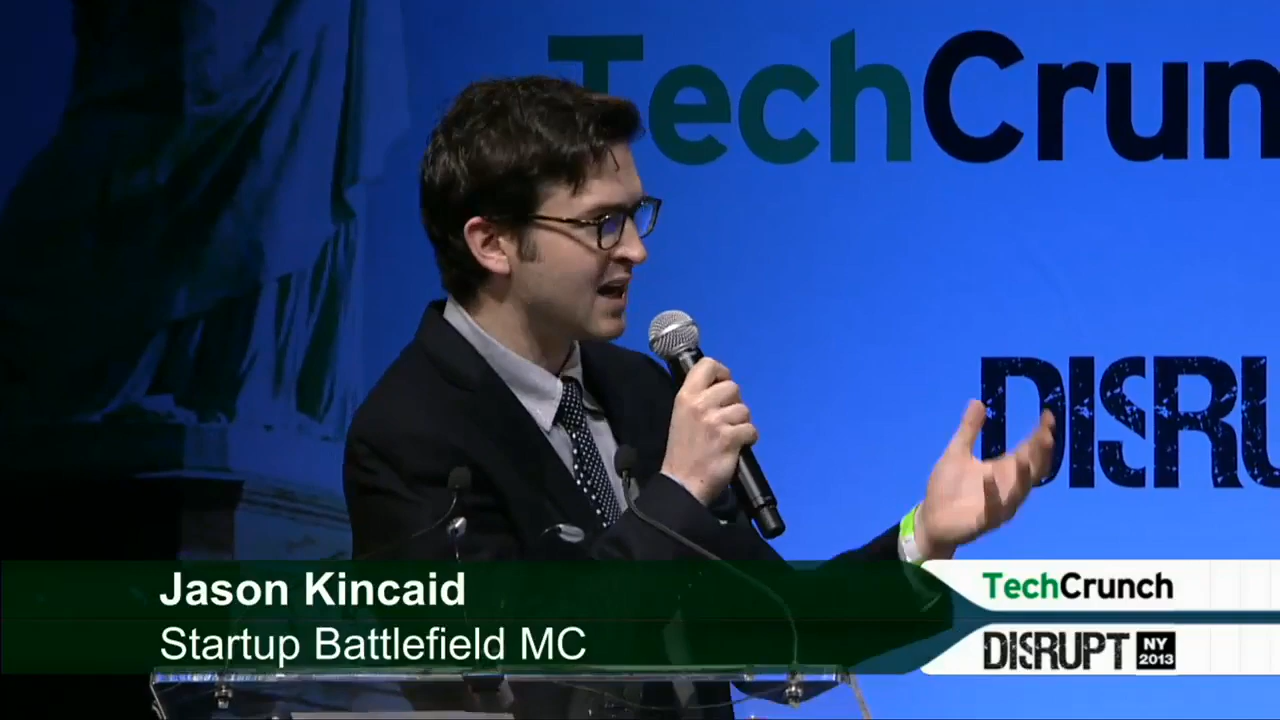 TechCrun
DISRU
Jason Kincaid
Startup Battlefield MC
TechCrunch
DISRUPT NY 2013